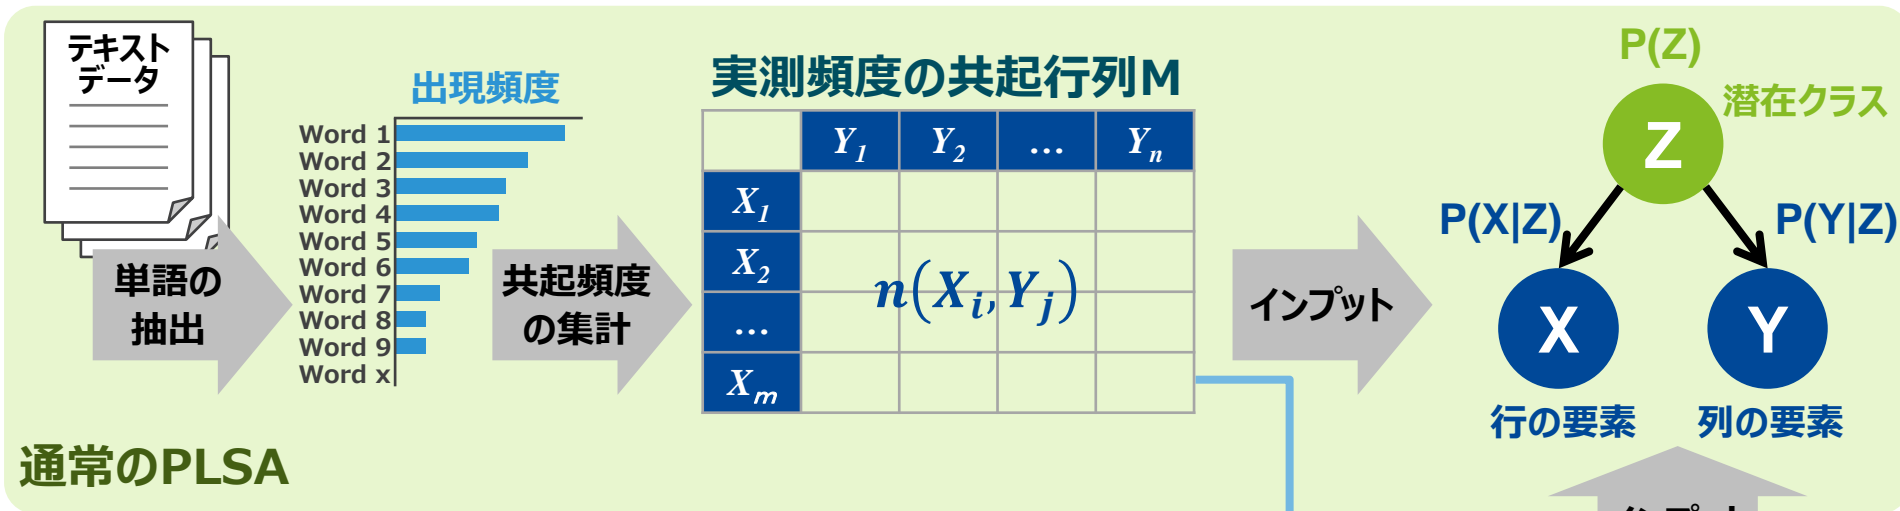 テキスト
データ
単語の
抽出
出現頻度
Word 1
Word 2
Word 3
Word 4
Word 5
Word 6
Word 7
Word 8
Word 9
Word x
共起頻度
の集計
実測頻度の共起行列M
Y1 Y2 … Yn
X1
X2
…
Xm
n(Xi, Yj)
インプット
P(Z)
潜在クラス
Z
P(X|Z) P(Y|Z)
X Y
行の要素 列の要素
通常のPLSA